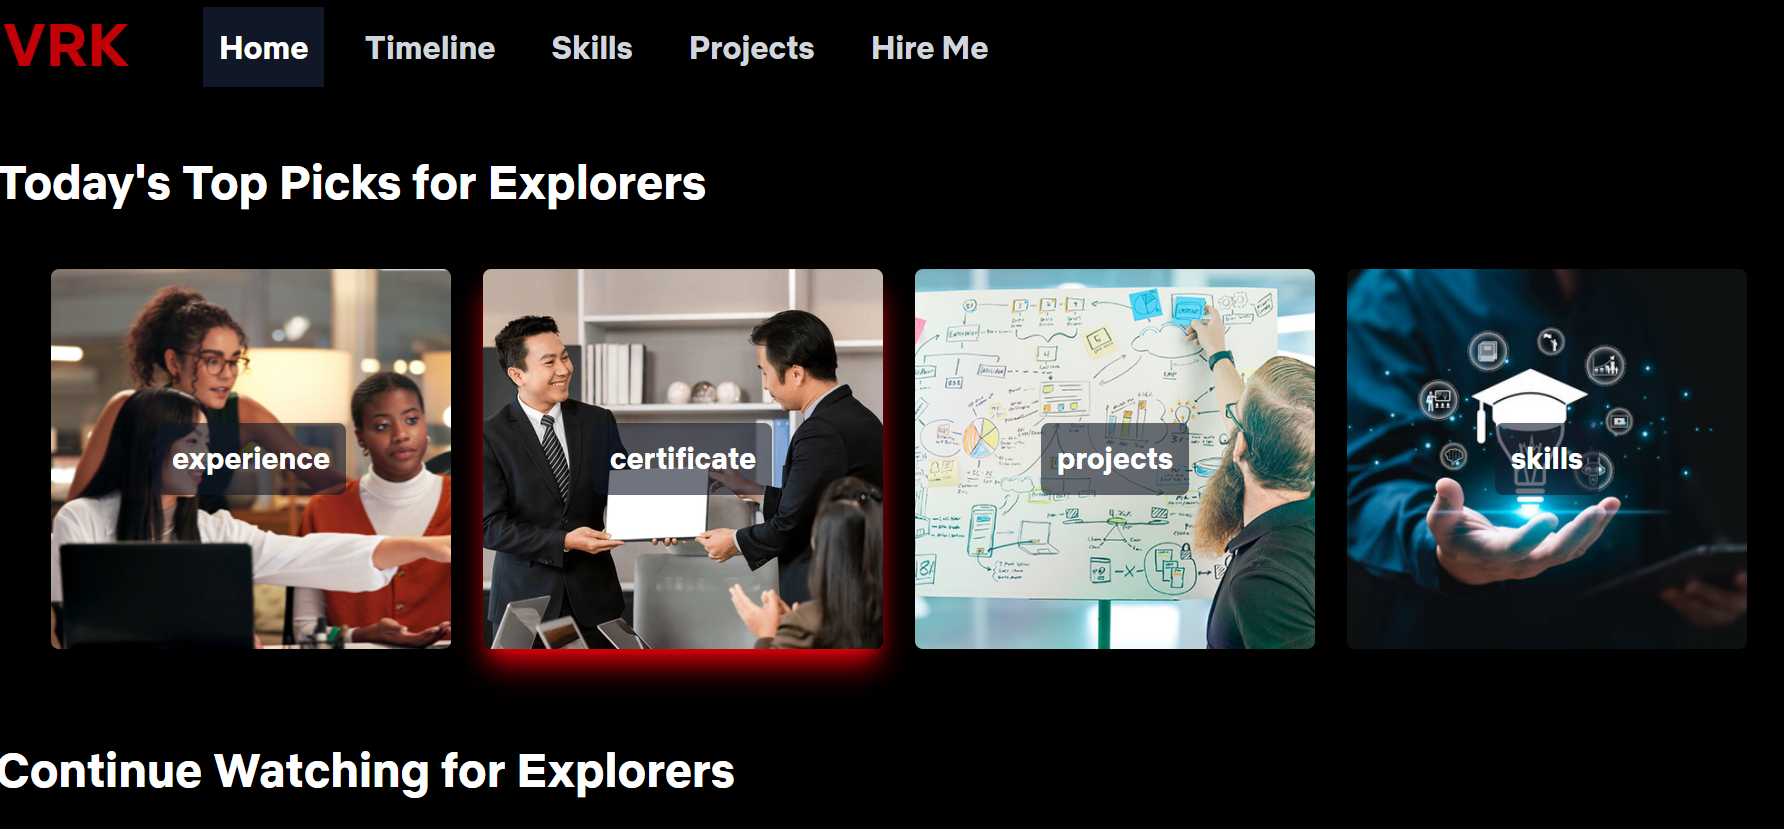 VRK
Home
Timeline
Skills
Projects
Hire Me
Today's Top Picks for Explorers
experience
certificate
projects
skills
Continue Watching for Explorers